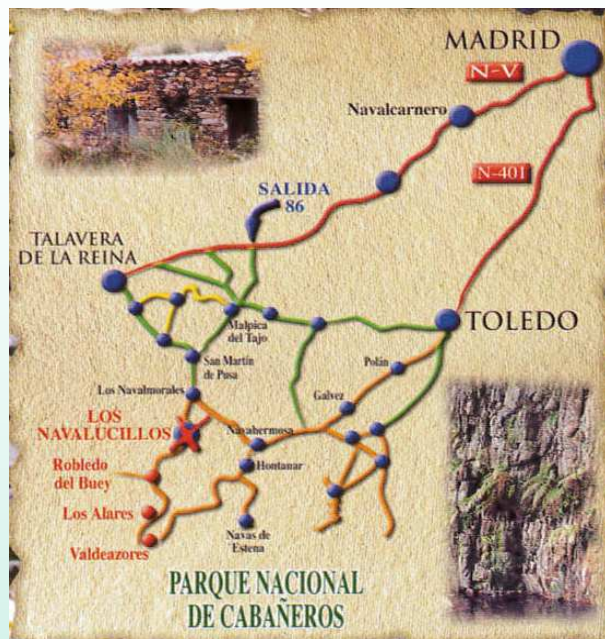 MADRID
N-V
Navalcarnero
N-401
SALIDA
86
TALAVERA
DE LA REINA
TOLEDO
Malpica
del Tajo
San Martín
de Pusa
Polán
Los Navalmorales
Galvez
LOS
NAVALUCILLOS
Navahermosa
Robledo
del Buey
Hontanar
Los Alares
Navas de
Estena
Valdeazores
PARQUE NACIONAL
DE CABAÑEROS